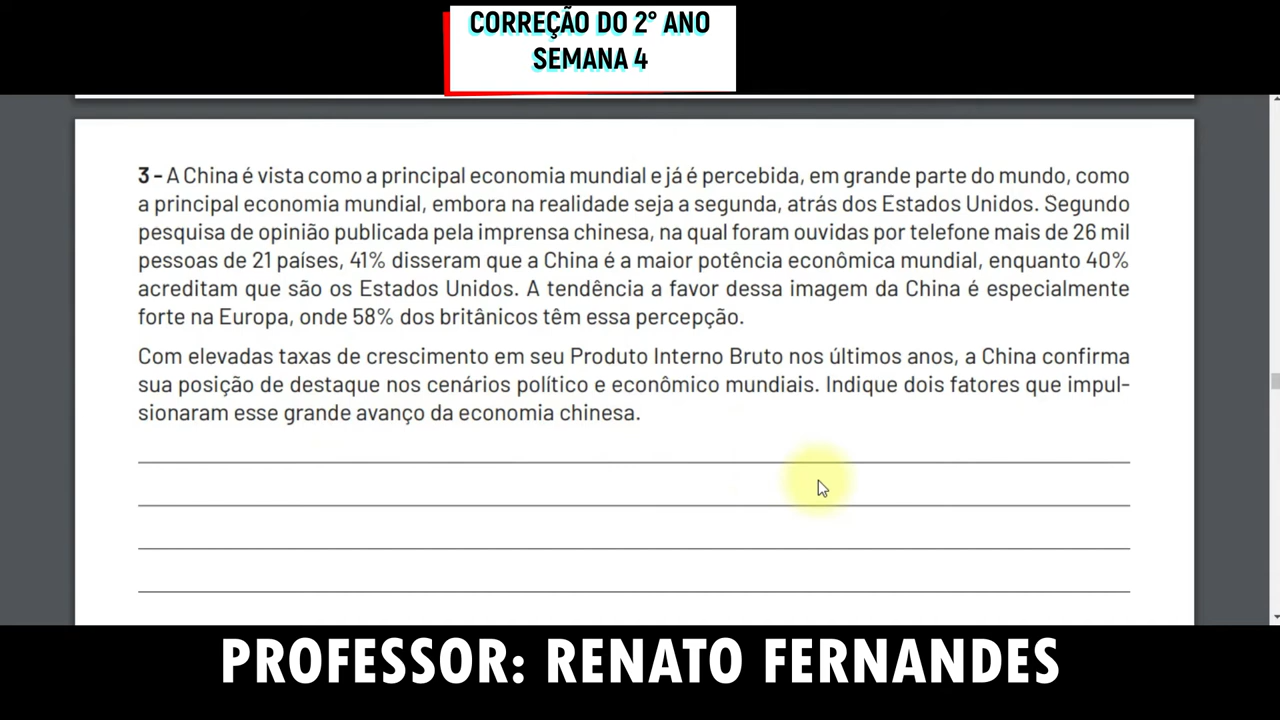 CORREÇÃO DO 2° ANO
SEMANA 4
3 - A China é vista como a principal economia mundial e já é percebida, em grande parte do mundo, como
a principal economia mundial, embora na realidade seja a segunda, atrás dos Estados Unidos. Segundo
pesquisa de opinião publicada pela imprensa chinesa, na qual foram ouvidas por telefone mais de 26 mil
pessoas de 21 países, 41% disseram que a China é a maior potência econômica mundial, enquanto 40%
acreditam que são os Estados Unidos. A tendência a favor dessa imagem da China é especialmente
forte na Europa, onde 58% dos britânicos têm essa percepção.
Com elevadas taxas de crescimento em seu Produto Interno Bruto nos últimos anos, a China confirma
sua posição de destaque nos cenários político e econômico mundiais. Indique dois fatores que impul-
sionaram esse grande avanço da economia chinesa.
PROFESSOR: RENATO FERNANDES